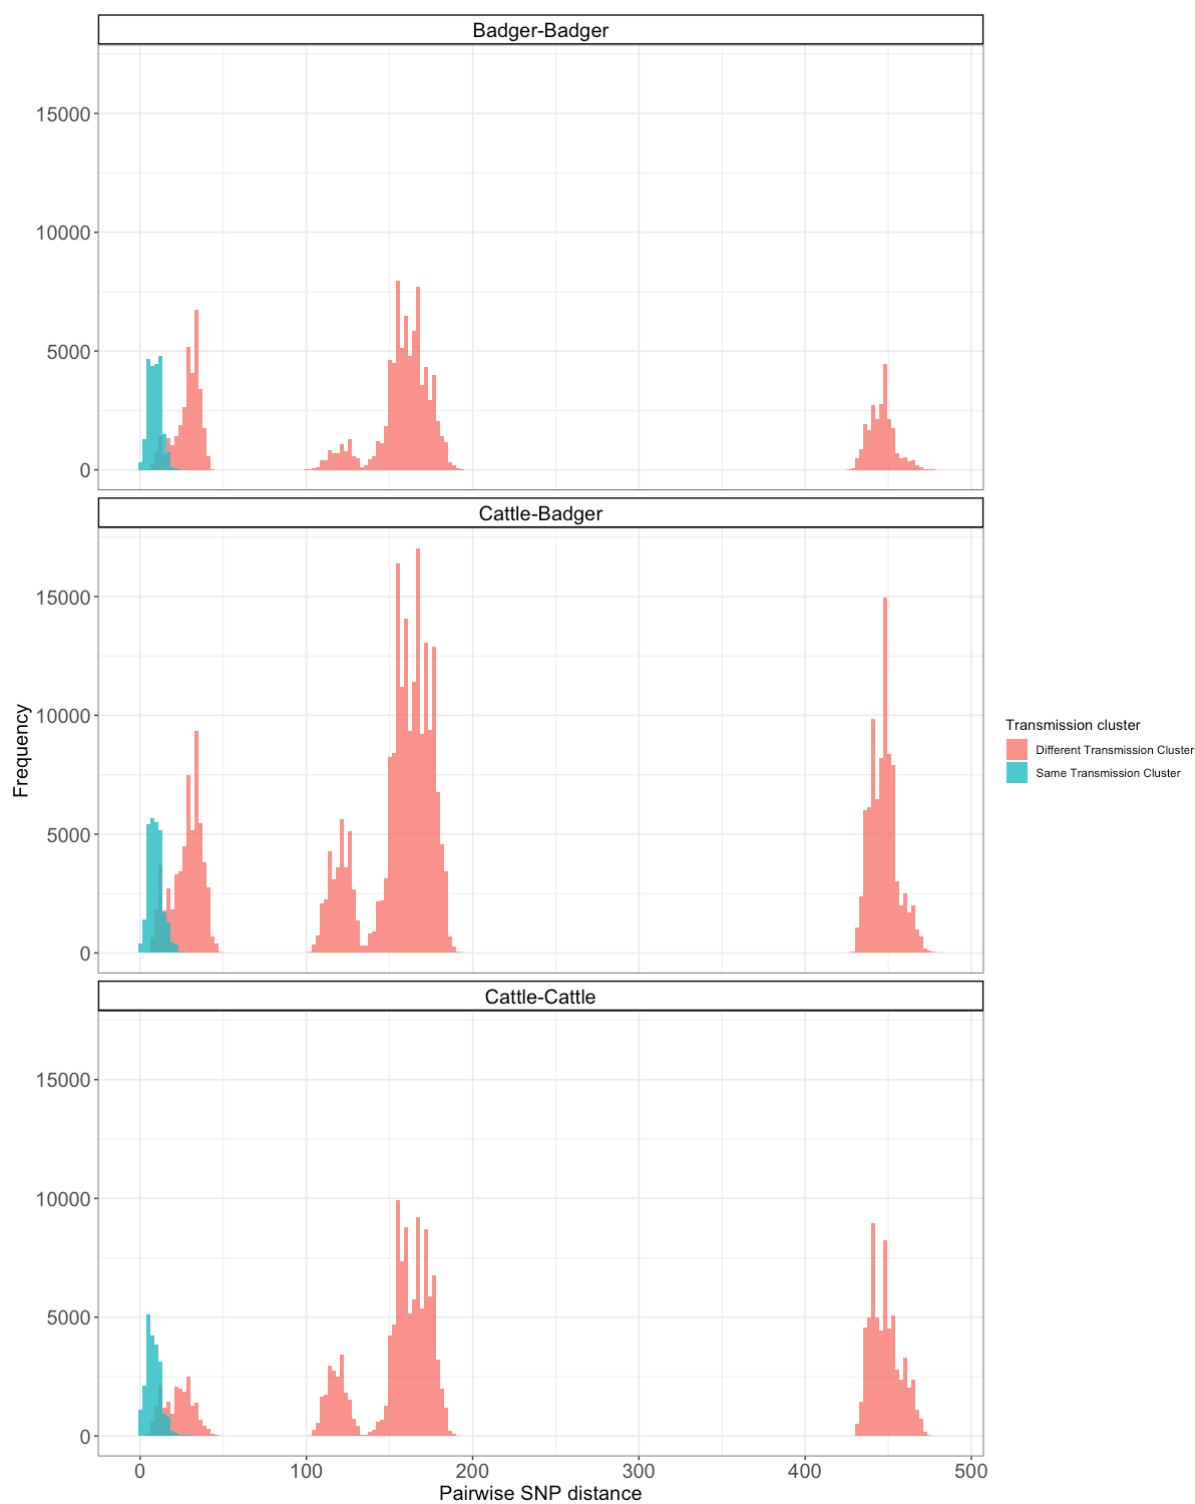 Badger-Badger
15000
10000
5000
0
Cattle-Badger
15000
10000
5000
0
Frequency
Transmission cluster
Different Transmission Cluster
Same Transmission Cluster
Cattle-Cattle
15000
10000
5000
0
0 100 200 300 400 500
Pairwise SNP distance